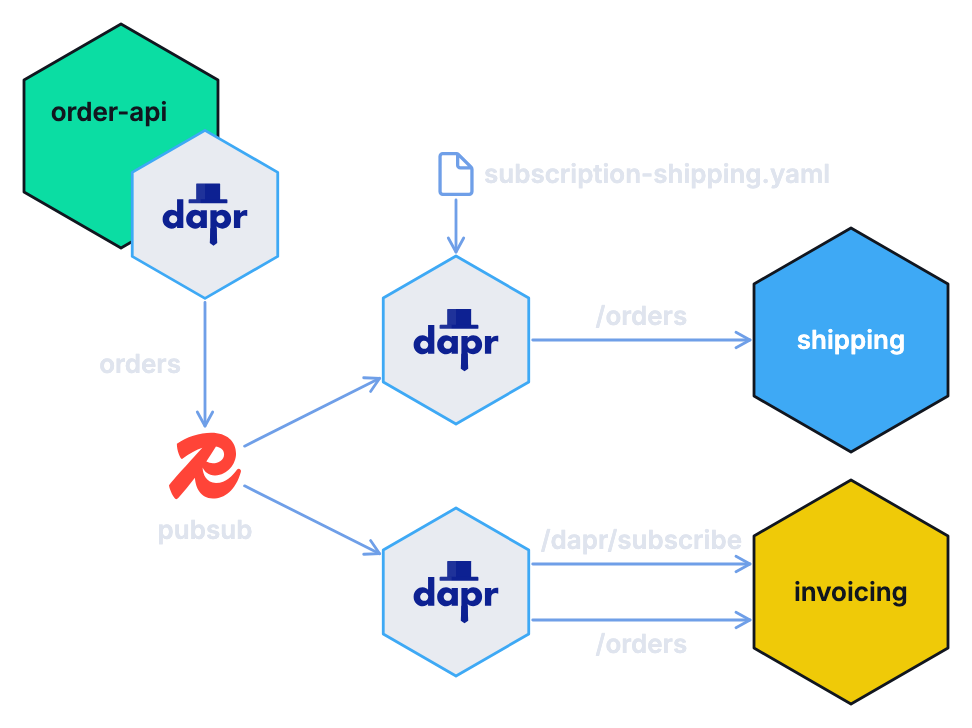 order-api
dapr
subscription-shipping.yaml
orders
dapr
/orders
shipping
pubsub
dapr
/dapr/subscribe
/orders
invoicing